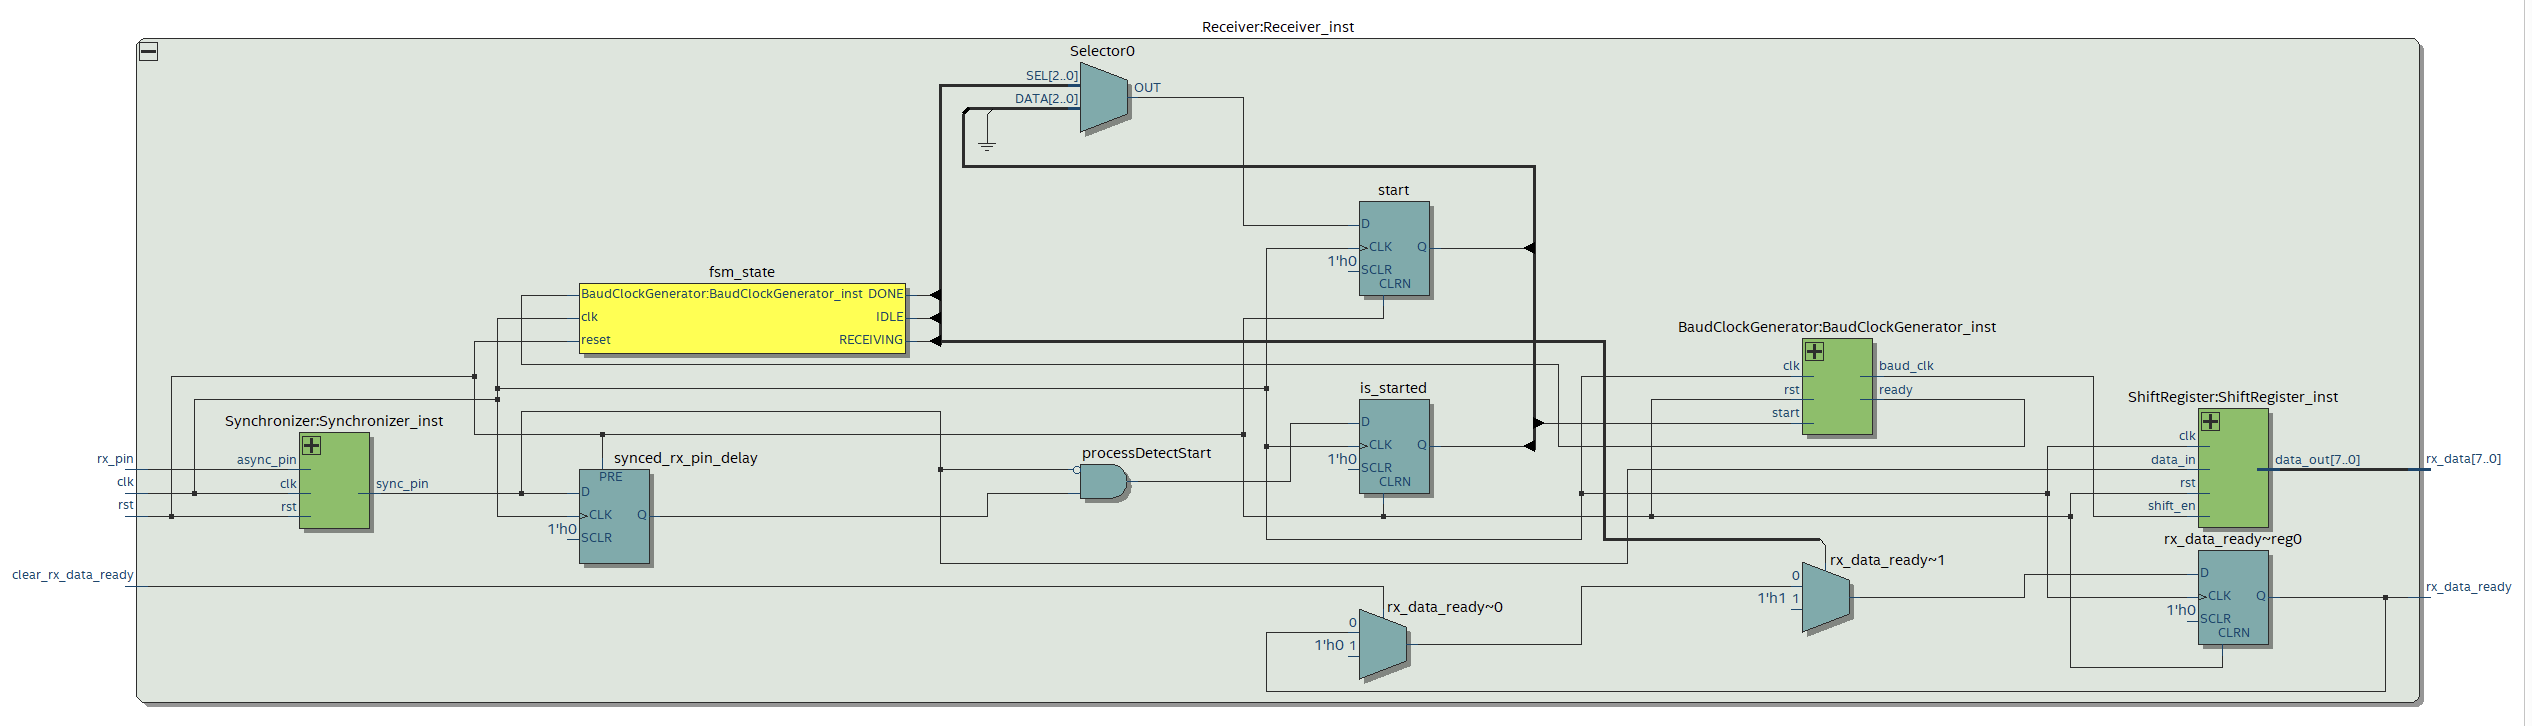 Receiver:Receiver_inst
Selector0
SEL[2..0]
DATA[2..0]
OUT
start
D
CLK
Q
1'h0
SCLR
CLRN
fsm_state
BaudClockGenerator:BaudClockGenerator_inst DONE
clk
IDLE
reset
RECEIVING
BaudClockGenerator:BaudClockGenerator_inst
clk
baud_clk
rst
ready
start
is_started
D
CLK
Q
1'h0
SCLR
CLRN
ShiftRegister:ShiftRegister_inst
clk
data_in
data_out[7..0]
rst
shift_en
rx_data[7..0]
Synchronizer:Synchronizer_inst
rx_pin
async_pin
clk
clk
sync_pin
rst
rst
synced_rx_pin_delay
PRE
D
CLK
Q
1'h0
SCLR
processDetectStart
clear_rx_data_ready
rx_data_ready~0
0
1'h0 1
rx_data_ready~1
0
1'h1 1
rx_data_ready~reg0
D
CLK
Q
1'h0
SCLR
CLRN
rx_data_ready